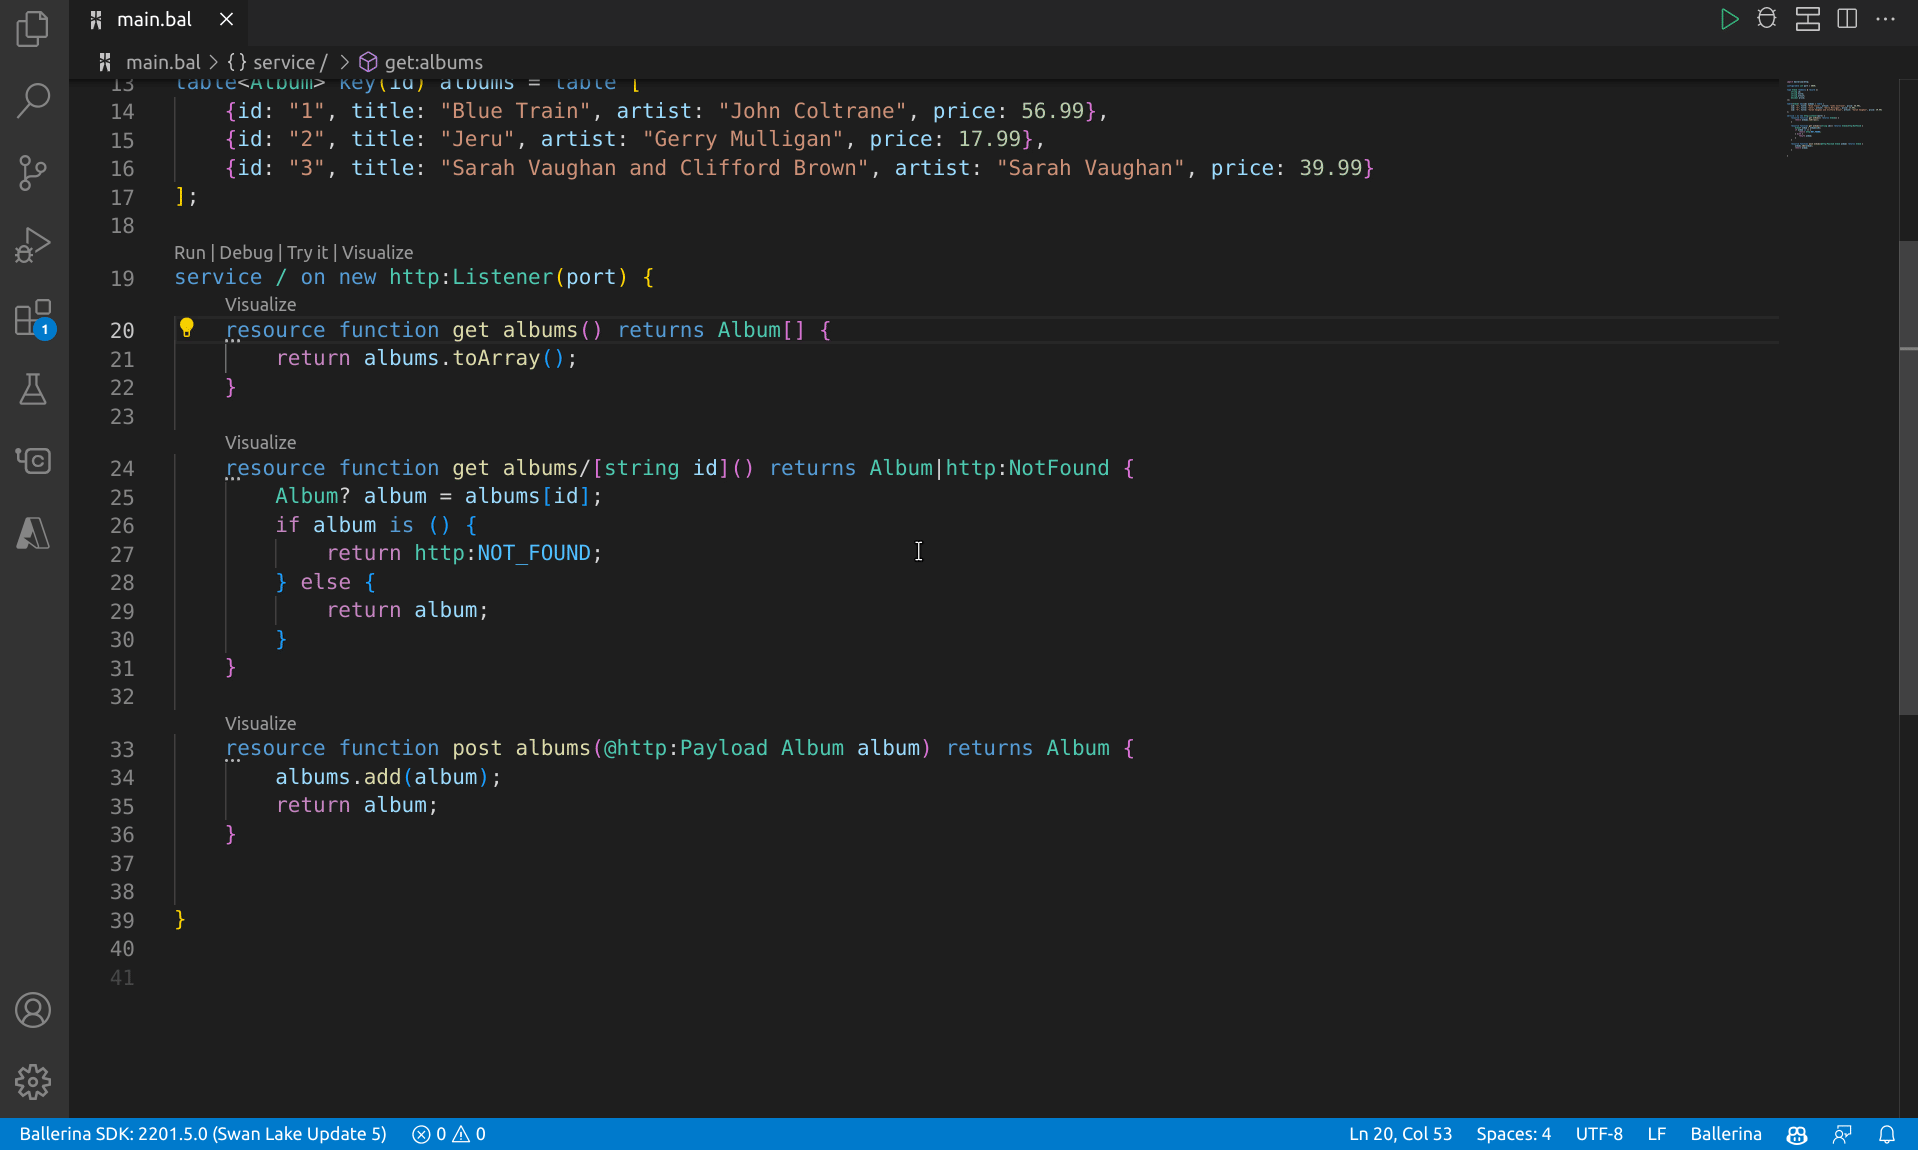 main.bal
main.bal > {} service / > get:albums
13 table<Album> key(id) albums = table [
14 {id: "1", title: "Blue Train", artist: "John Coltrane", price: 56.99},
15 {id: "2", title: "Jeru", artist: "Gerry Mulligan", price: 17.99},
16 {id: "3", title: "Sarah Vaughan and Clifford Brown", artist: "Sarah Vaughan", price: 39.99}
17 ];
18
Run | Debug | Try it | Visualize
19 service / on new http:Listener(port) {
Visualize
20 resource function get albums() returns Album[] {
21 return albums.toArray();
22 }
23
Visualize
24 resource function get albums/[string id]() returns Album|http:NotFound {
25 Album? album = albums[id];
26 if album is () {
27 return http:NOT_FOUND;
28 } else {
29 return album;
30 }
31 }
32
Visualize
33 resource function post albums(@http:Payload Album album) returns Album {
34 albums.add(album);
35 return album;
36 }
37
38
39 }
40
41
1
Ballerina SDK: 2201.5.0 (Swan Lake Update 5) 0 0 Ln 20, Col 53 Spaces: 4 UTF-8 LF Ballerina